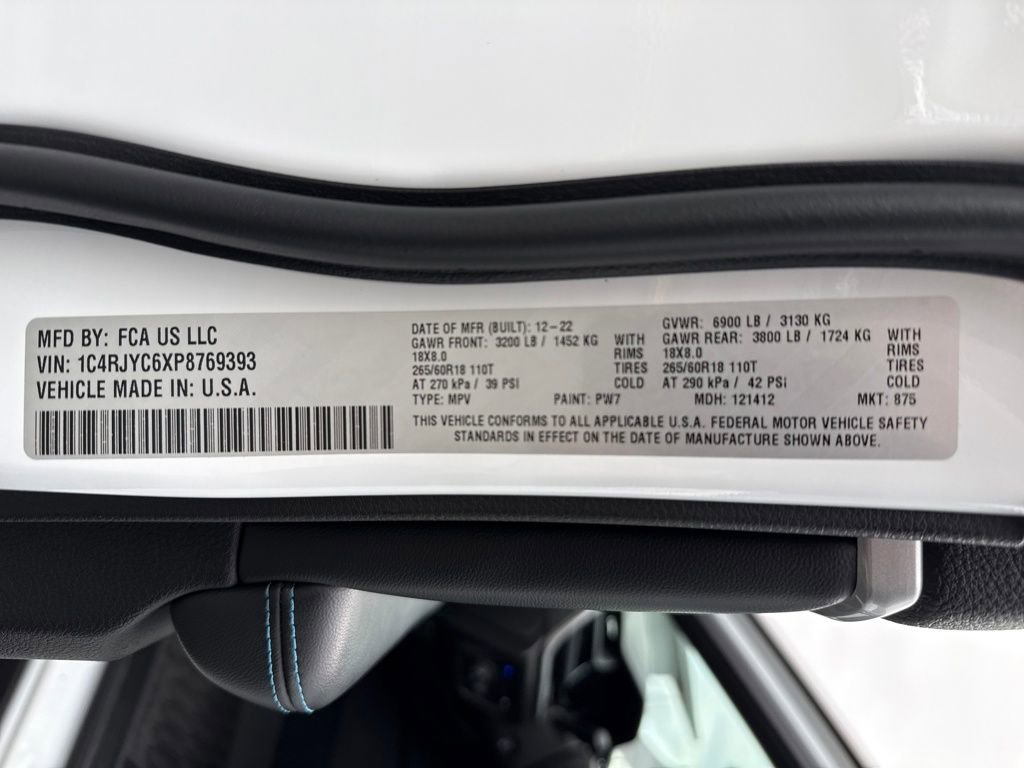 MFD BY: FCA US LLC
VIN: 1C4RJYC6XP8769393
VEHICLE MADE IN: U.S.A.
DATE OF MFR (BUILT): 12-22
GAWR FRONT: 3200 LB / 1452 KG WITH
18X8.0 RIMS
265/60R18 110T TIRES
AT 270 kPa / 39 PSI COLD
TYPE: MPV PAINT: PW7
GVWR: 6900 LB / 3130 KG
GAWR REAR: 3800 LB / 1724 KG WITH
18X8.0 RIMS
265/60R18 110T TIRES
AT 290 kPa / 42 PSI COLD
MDH: 121412 MKT: 875
THIS VEHICLE CONFORMS TO ALL APPLICABLE U.S.A. FEDERAL MOTOR VEHICLE SAFETY
STANDARDS IN EFFECT ON THE DATE OF MANUFACTURE SHOWN ABOVE.